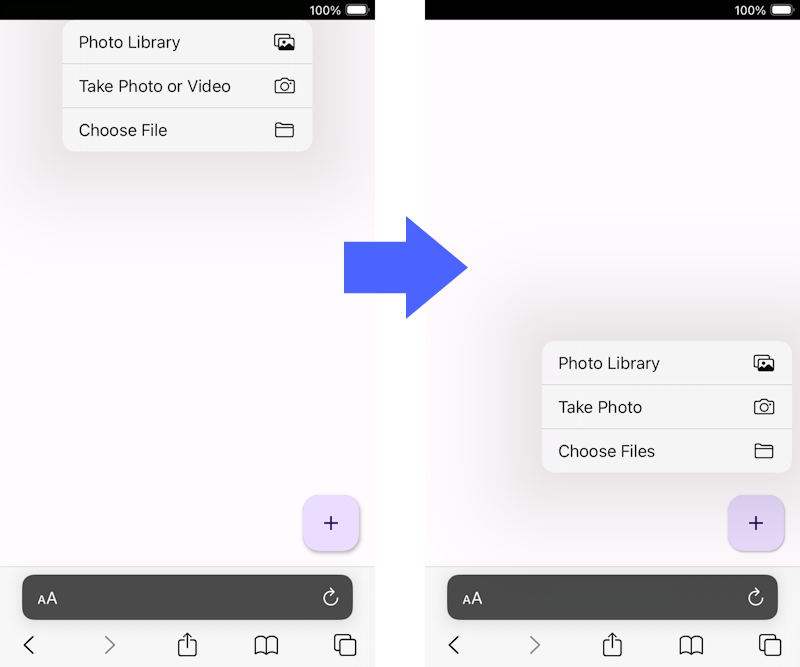 100%
Photo Library
Take Photo or Video
Choose File
+
AA
100%
Photo Library
Take Photo
Choose Files
+
AA